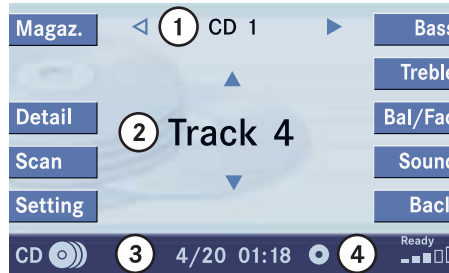 Magaz.
1 CD 1
Bass
Treble
Detail
2 Track 4
Bal/Fad
Scan
Sound
Setting
Back
CD 3 4/20 01:18 4 Ready